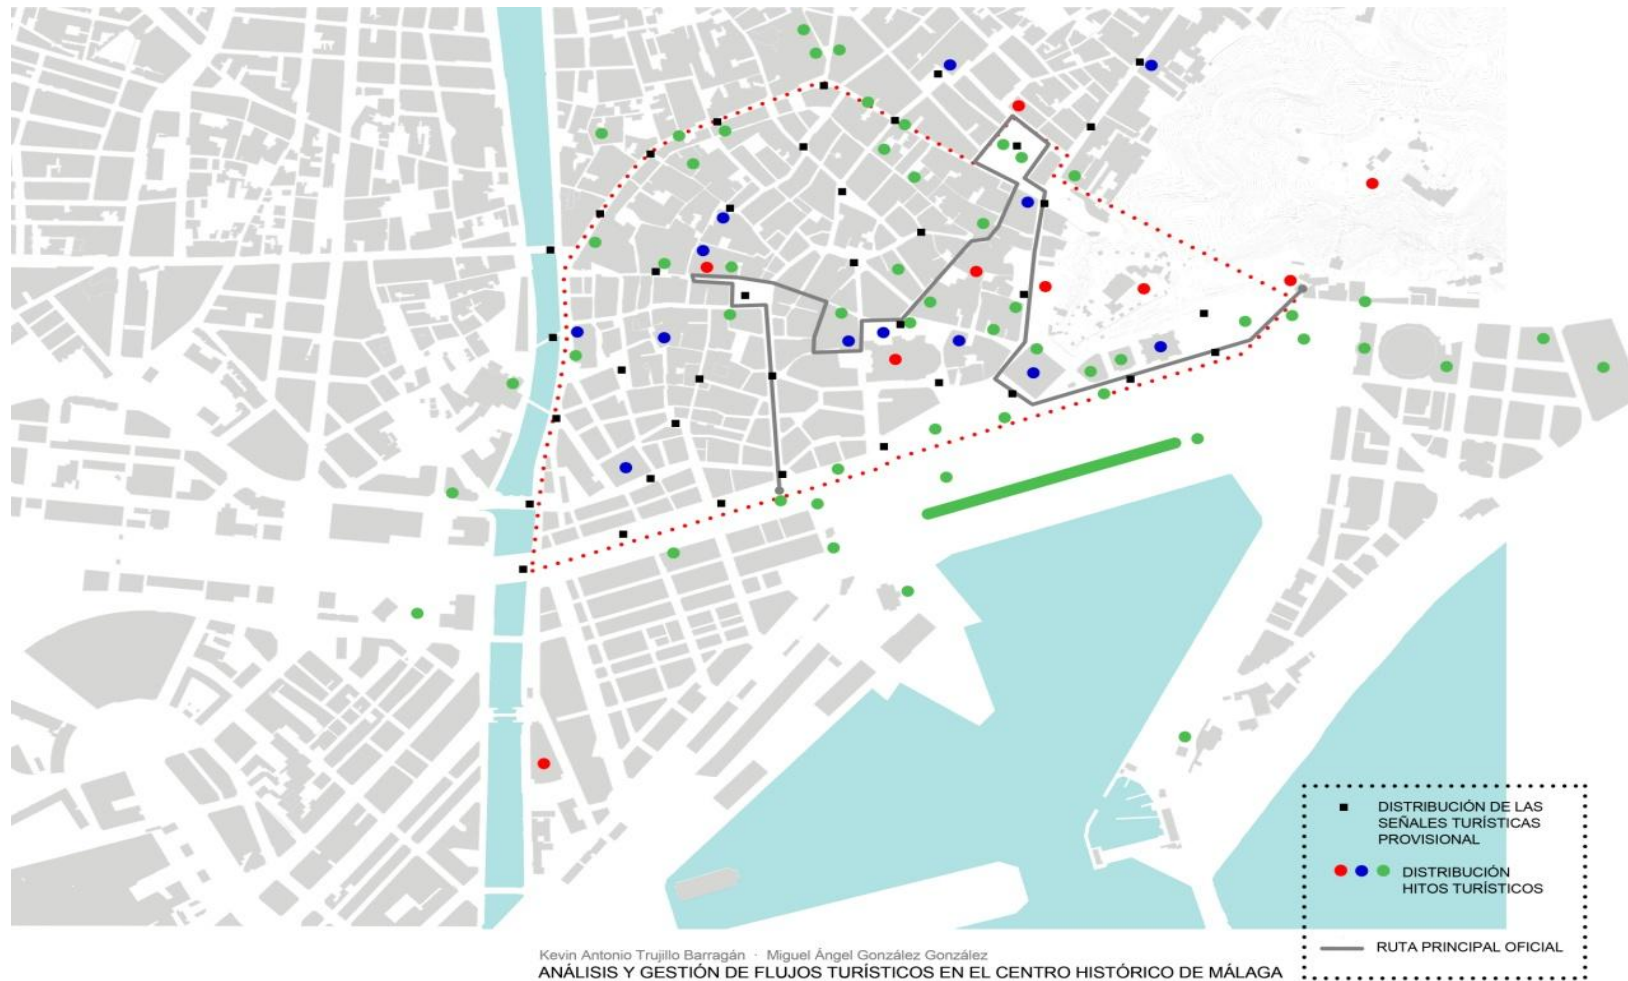 DISTRIBUCIÓN DE LAS
SEÑALES TURÍSTICAS
PROVISIONAL
DISTRIBUCIÓN
HITOS TURÍSTICOS
RUTA PRINCIPAL OFICIAL
Kevin Antonio Trujillo Barragán · Miguel Ángel González González
ANÁLISIS Y GESTIÓN DE FLUJOS TURÍSTICOS EN EL CENTRO HISTÓRICO DE MÁLAGA